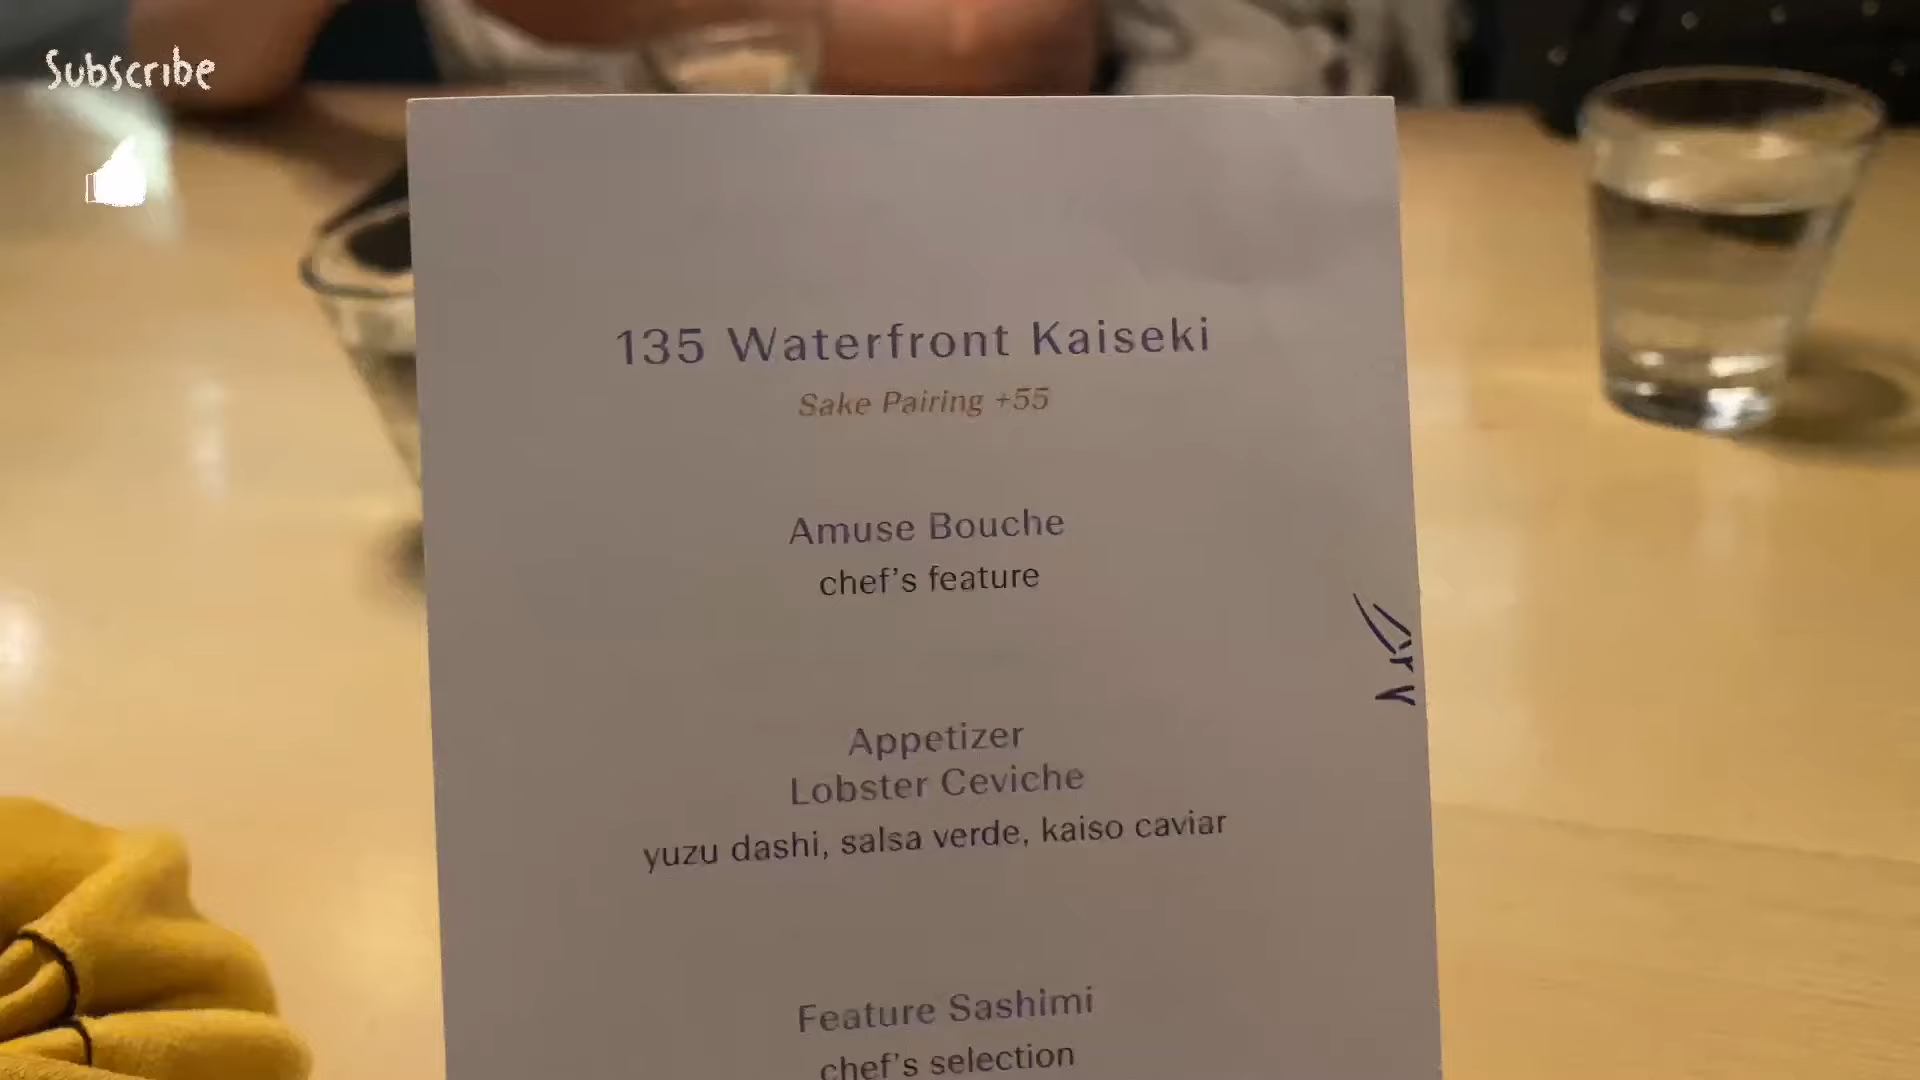 Subscribe
135 Waterfront Kaiseki
Sake Pairing +55
Amuse Bouche
chef's feature
Appetizer
Lobster Ceviche
yuzu dashi, salsa verde, kaiso caviar
Feature Sashimi
chef's selection